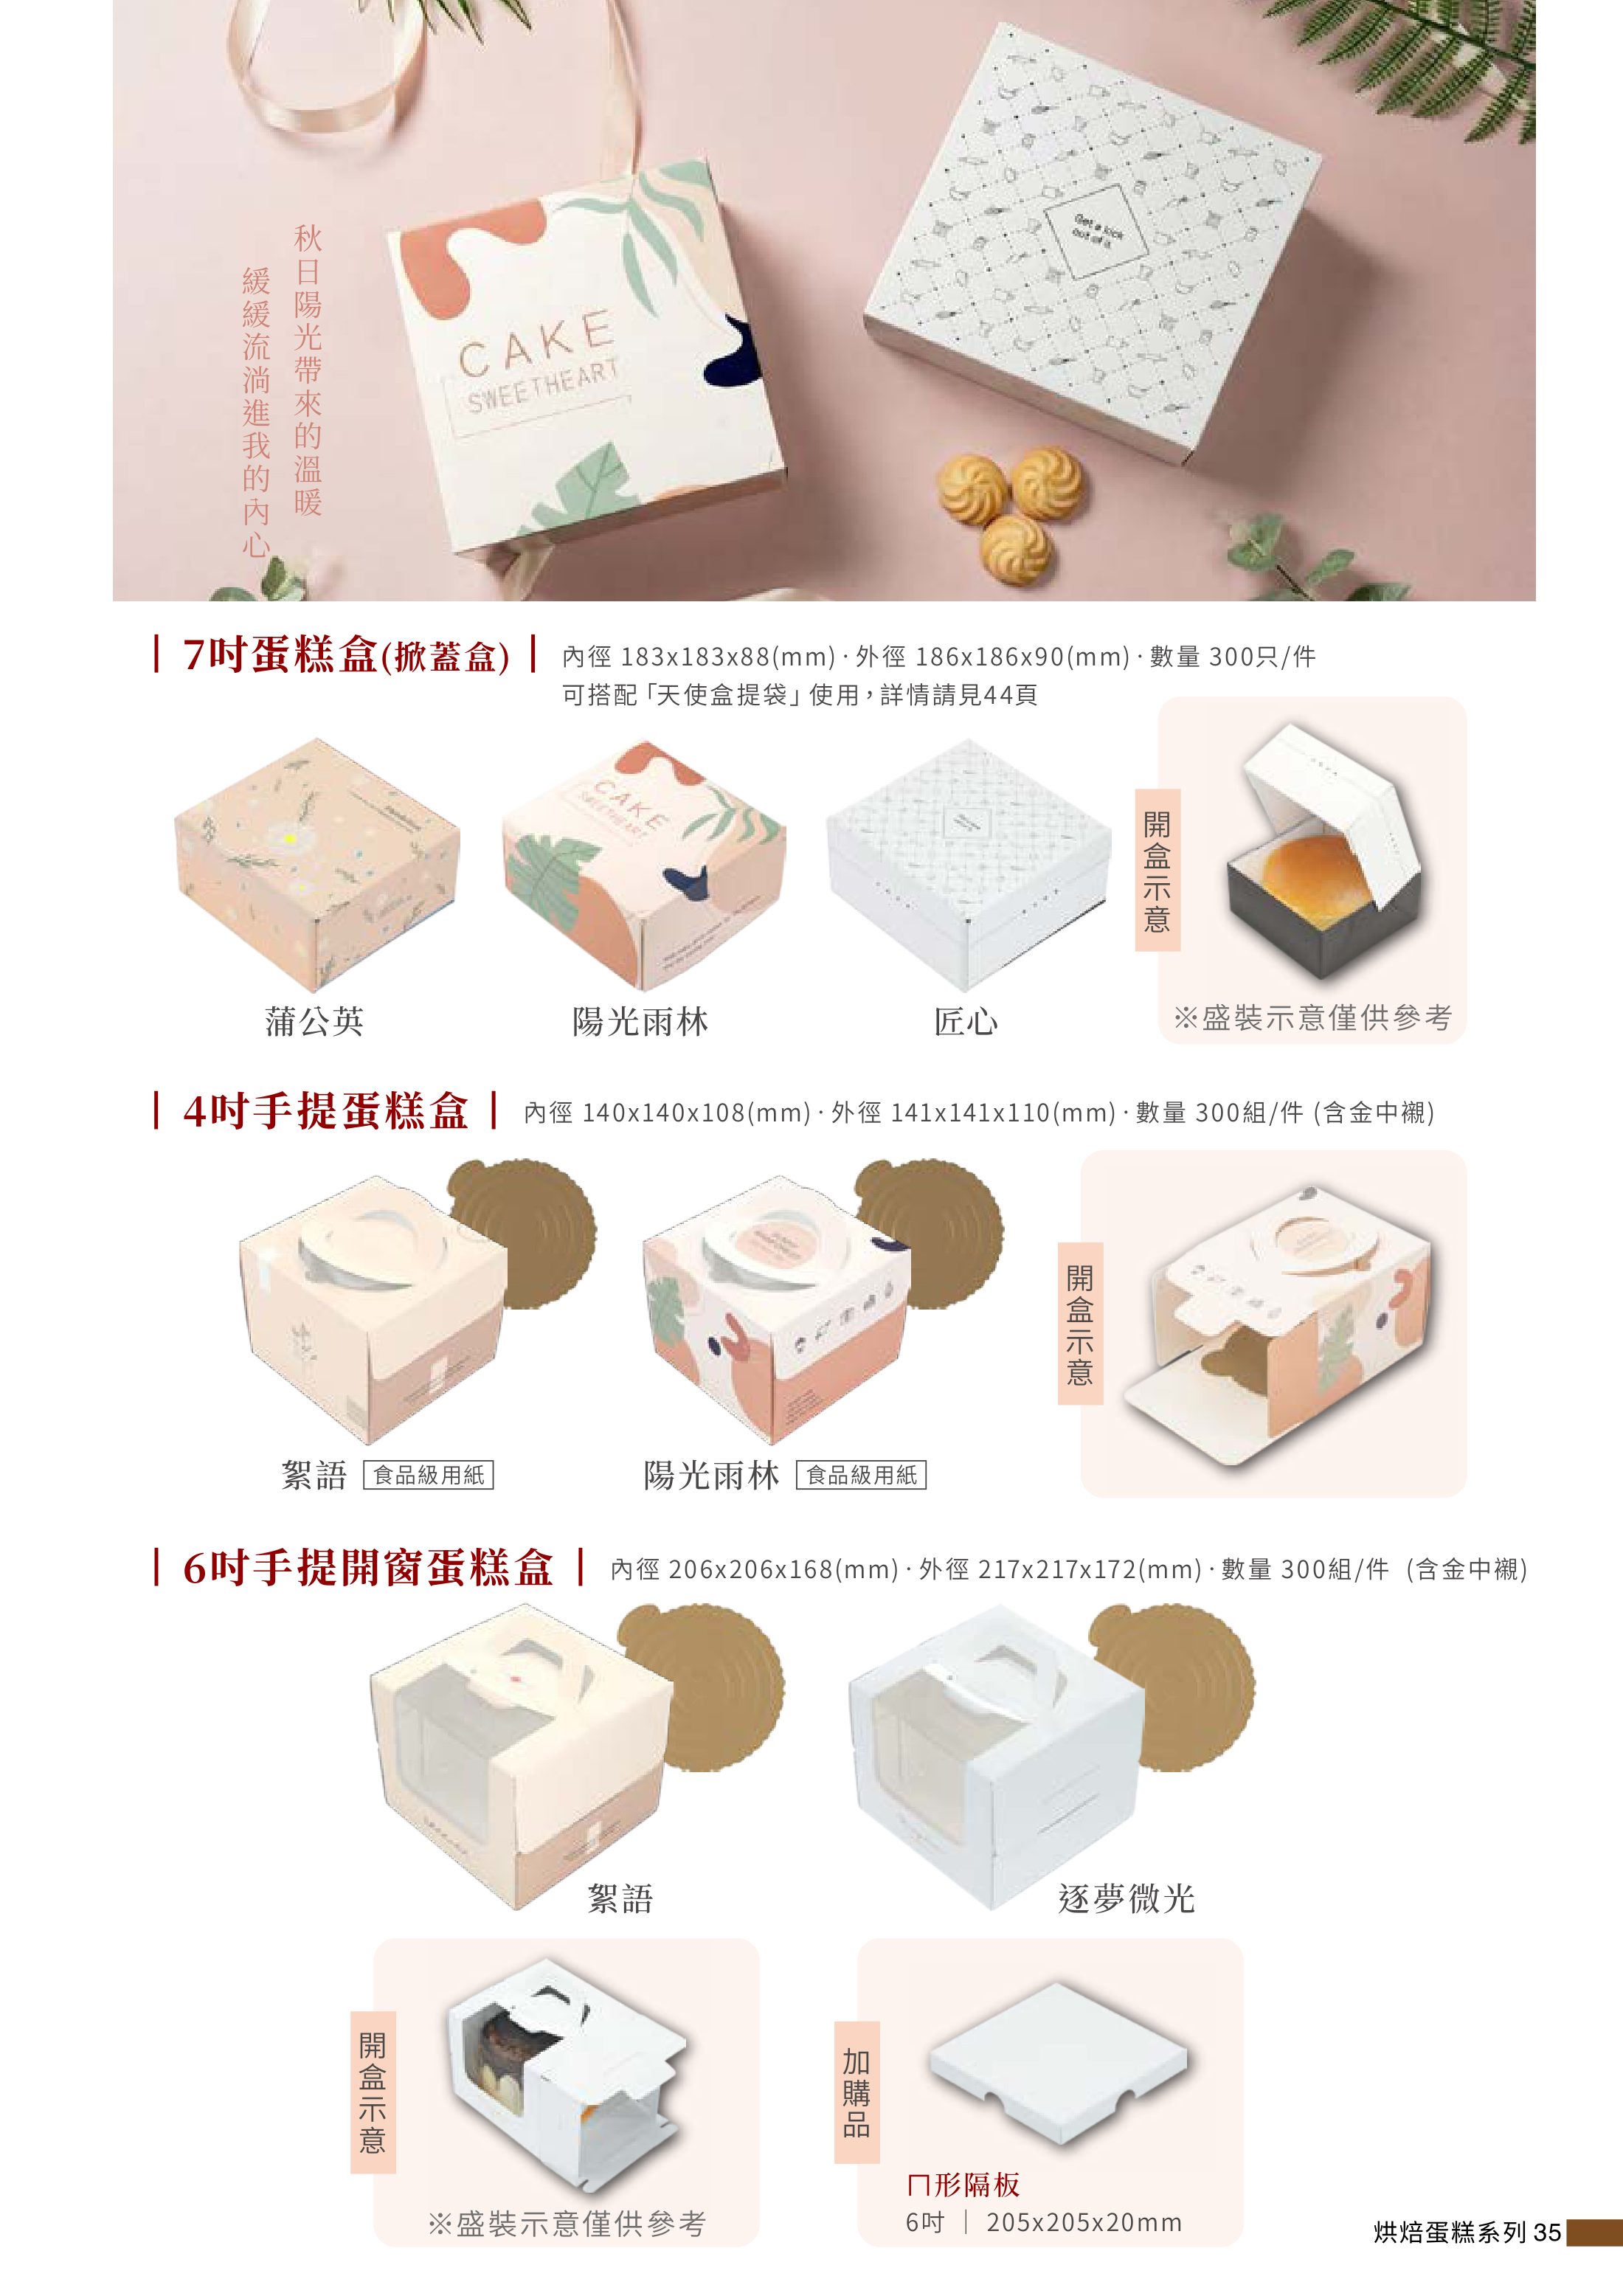 秋日陽光帶來的溫暖
緩緩流淌進我的內心
CAKE
SWEETHEART
Get a kick
out of it
7吋蛋糕盒(掀蓋盒)
內徑 183x183x88(mm)·外徑 186x186x90(mm)·數量 300只/件
可搭配「天使盒提袋」使用，詳情請見44頁
CAKE
SWEETHEART
開盒示意
蒲公英
陽光雨林
匠心
※盛裝示意僅供參考
4吋手提蛋糕盒
內徑 140x140x108(mm)·外徑 141x141x110(mm)·數量 300組/件 (含金中襯)
開盒示意
絮語 食品級用紙
陽光雨林 食品級用紙
6吋手提開窗蛋糕盒
內徑 206x206x168(mm)·外徑 217x217x172(mm)·數量 300組/件 (含金中襯)
絮語
逐夢微光
開盒示意
※盛裝示意僅供參考
加購品
ㄇ形隔板
6吋｜205x205x20mm
烘焙蛋糕系列 35